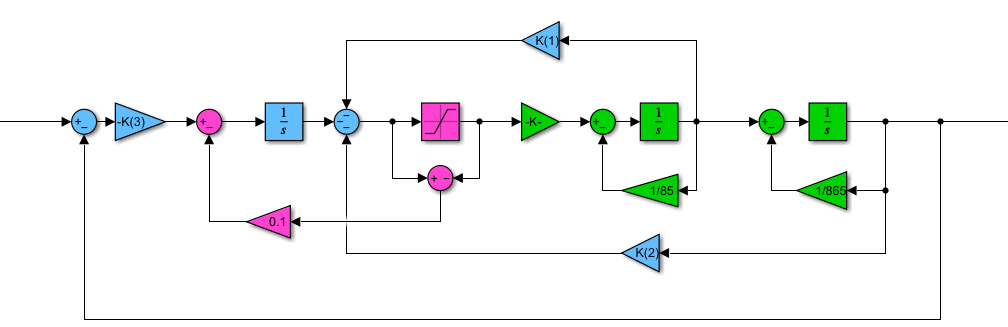 K(1)
+
−
-K(3)
+
−
1
s
−
−
-K-
+
−
1
s
+
−
1
s
+ −
1/85
1/865
0.1
K(2)